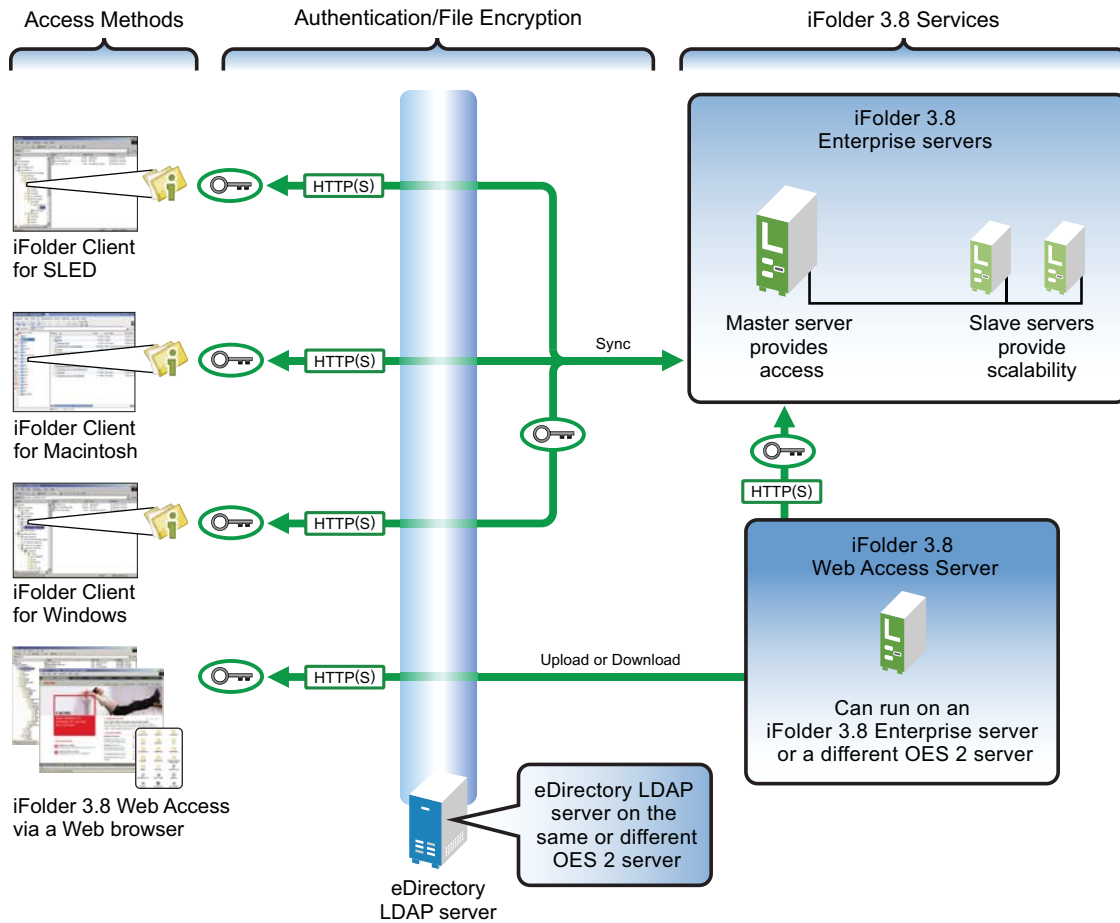 Access Methods
Authentication/File Encryption
iFolder 3.8 Services
iFolder 3.8
Enterprise servers
HTTP(S)
iFolder Client
for SLED
Master server
provides
access
Slave servers
provide
scalability
Sync
HTTP(S)
iFolder Client
for Macintosh
HTTP(S)
HTTP(S)
iFolder Client
for Windows
iFolder 3.8
Web Access Server
Upload or Download
HTTP(S)
Can run on an
iFolder 3.8 Enterprise server
or a different OES 2 server
iFolder 3.8 Web Access
via a Web browser
eDirectory LDAP
server on the
same or different
OES 2 server
eDirectory
LDAP server